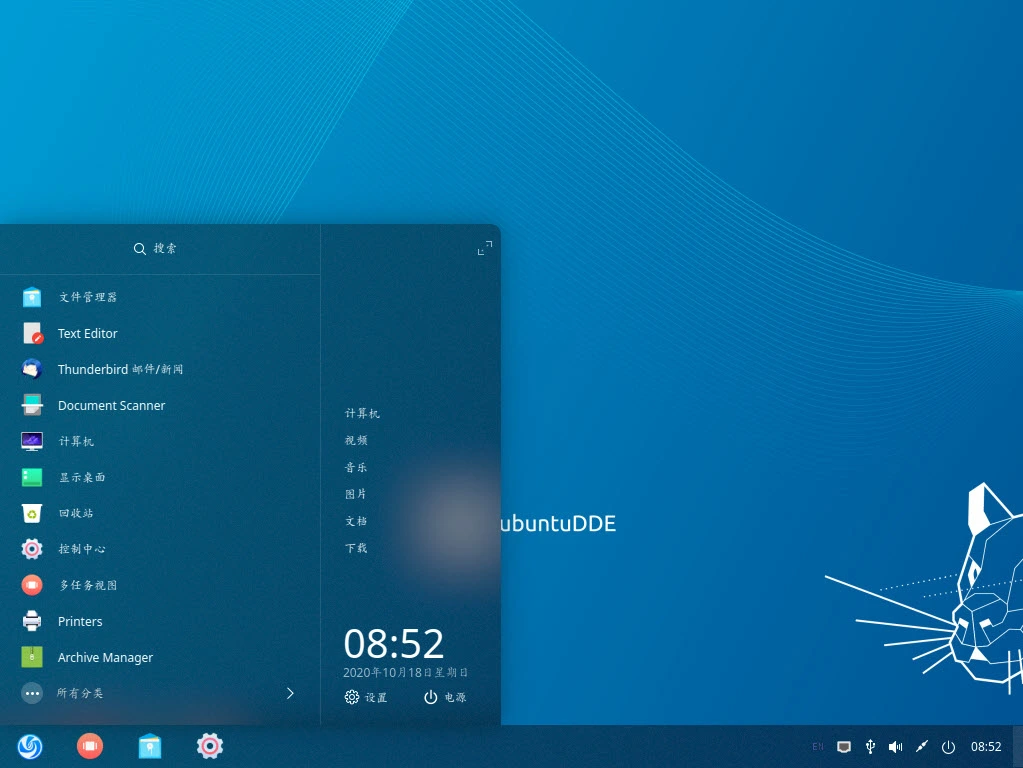 搜索
文件管理器
Text Editor
Thunderbird 邮件/新闻
Document Scanner
计算机
显示桌面
回收站
控制中心
多任务视图
Printers
Archive Manager
所有分类
计算机
视频
音乐
图片
文档
下载
08:52
2020年10月18日星期日
设置
电源
ubuntuDDE
EN
08:52